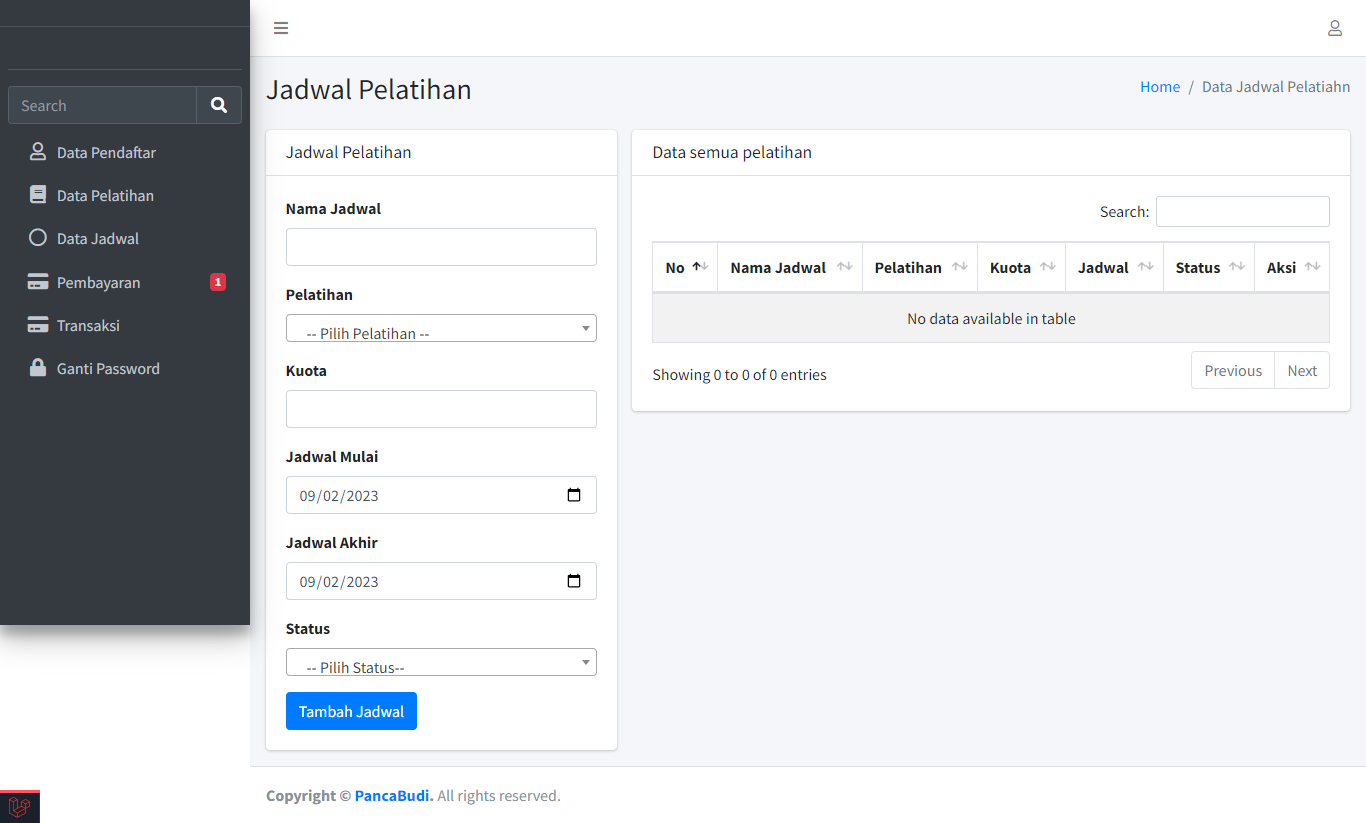 Search
Data Pendaftar
Data Pelatihan
Data Jadwal
Pembayaran 1
Transaksi
Ganti Password
Jadwal Pelatihan
Home / Data Jadwal Pelatiahn
Jadwal Pelatihan
Nama Jadwal
Pelatihan
-- Pilih Pelatihan --
Kuota
Jadwal Mulai
09/02/2023
Jadwal Akhir
09/02/2023
Status
-- Pilih Status--
Tambah Jadwal
Data semua pelatihan
Search:
No Nama Jadwal Pelatihan Kuota Jadwal Status Aksi
No data available in table
Showing 0 to 0 of 0 entries
Previous Next
Copyright © PancaBudi. All rights reserved.